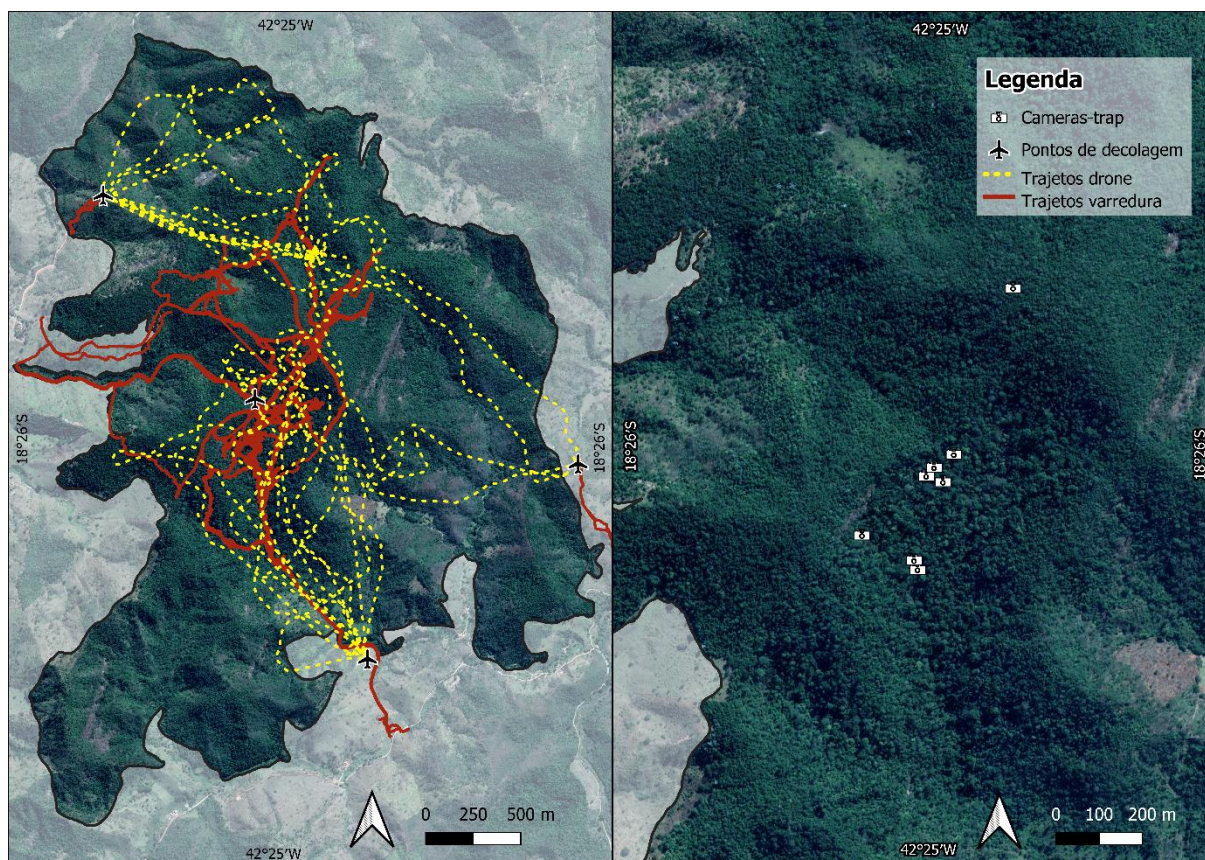 42°25'W
18°26'S
18°26'S
0 250 500 m
42°25'W
42°25'W
Legenda
Cameras-trap
Pontos de decolagem
Trajetos drone
Trajetos varredura
18°26'S
18°26'S
0 100 200 m
42°25'W